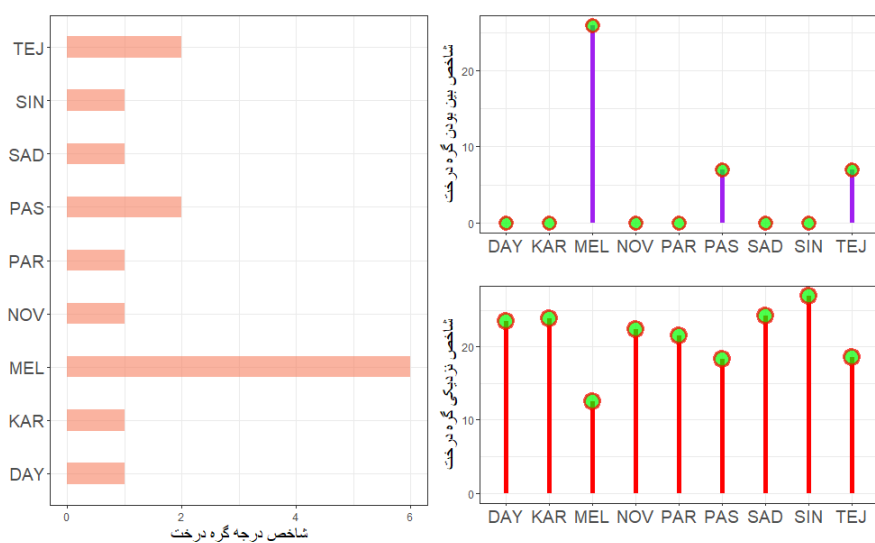 TEJ
SIN
SAD
PAS
PAR
NOV
MEL
KAR
DAY
0 2 4 6
شاخص درجه گره درخت
شاخص بین بودن گره درخت
20
10
0
DAY KAR MEL NOV PAR PAS SAD SIN TEJ
شاخص نزدیکی گره درخت
20
10
0
DAY KAR MEL NOV PAR PAS SAD SIN TEJ